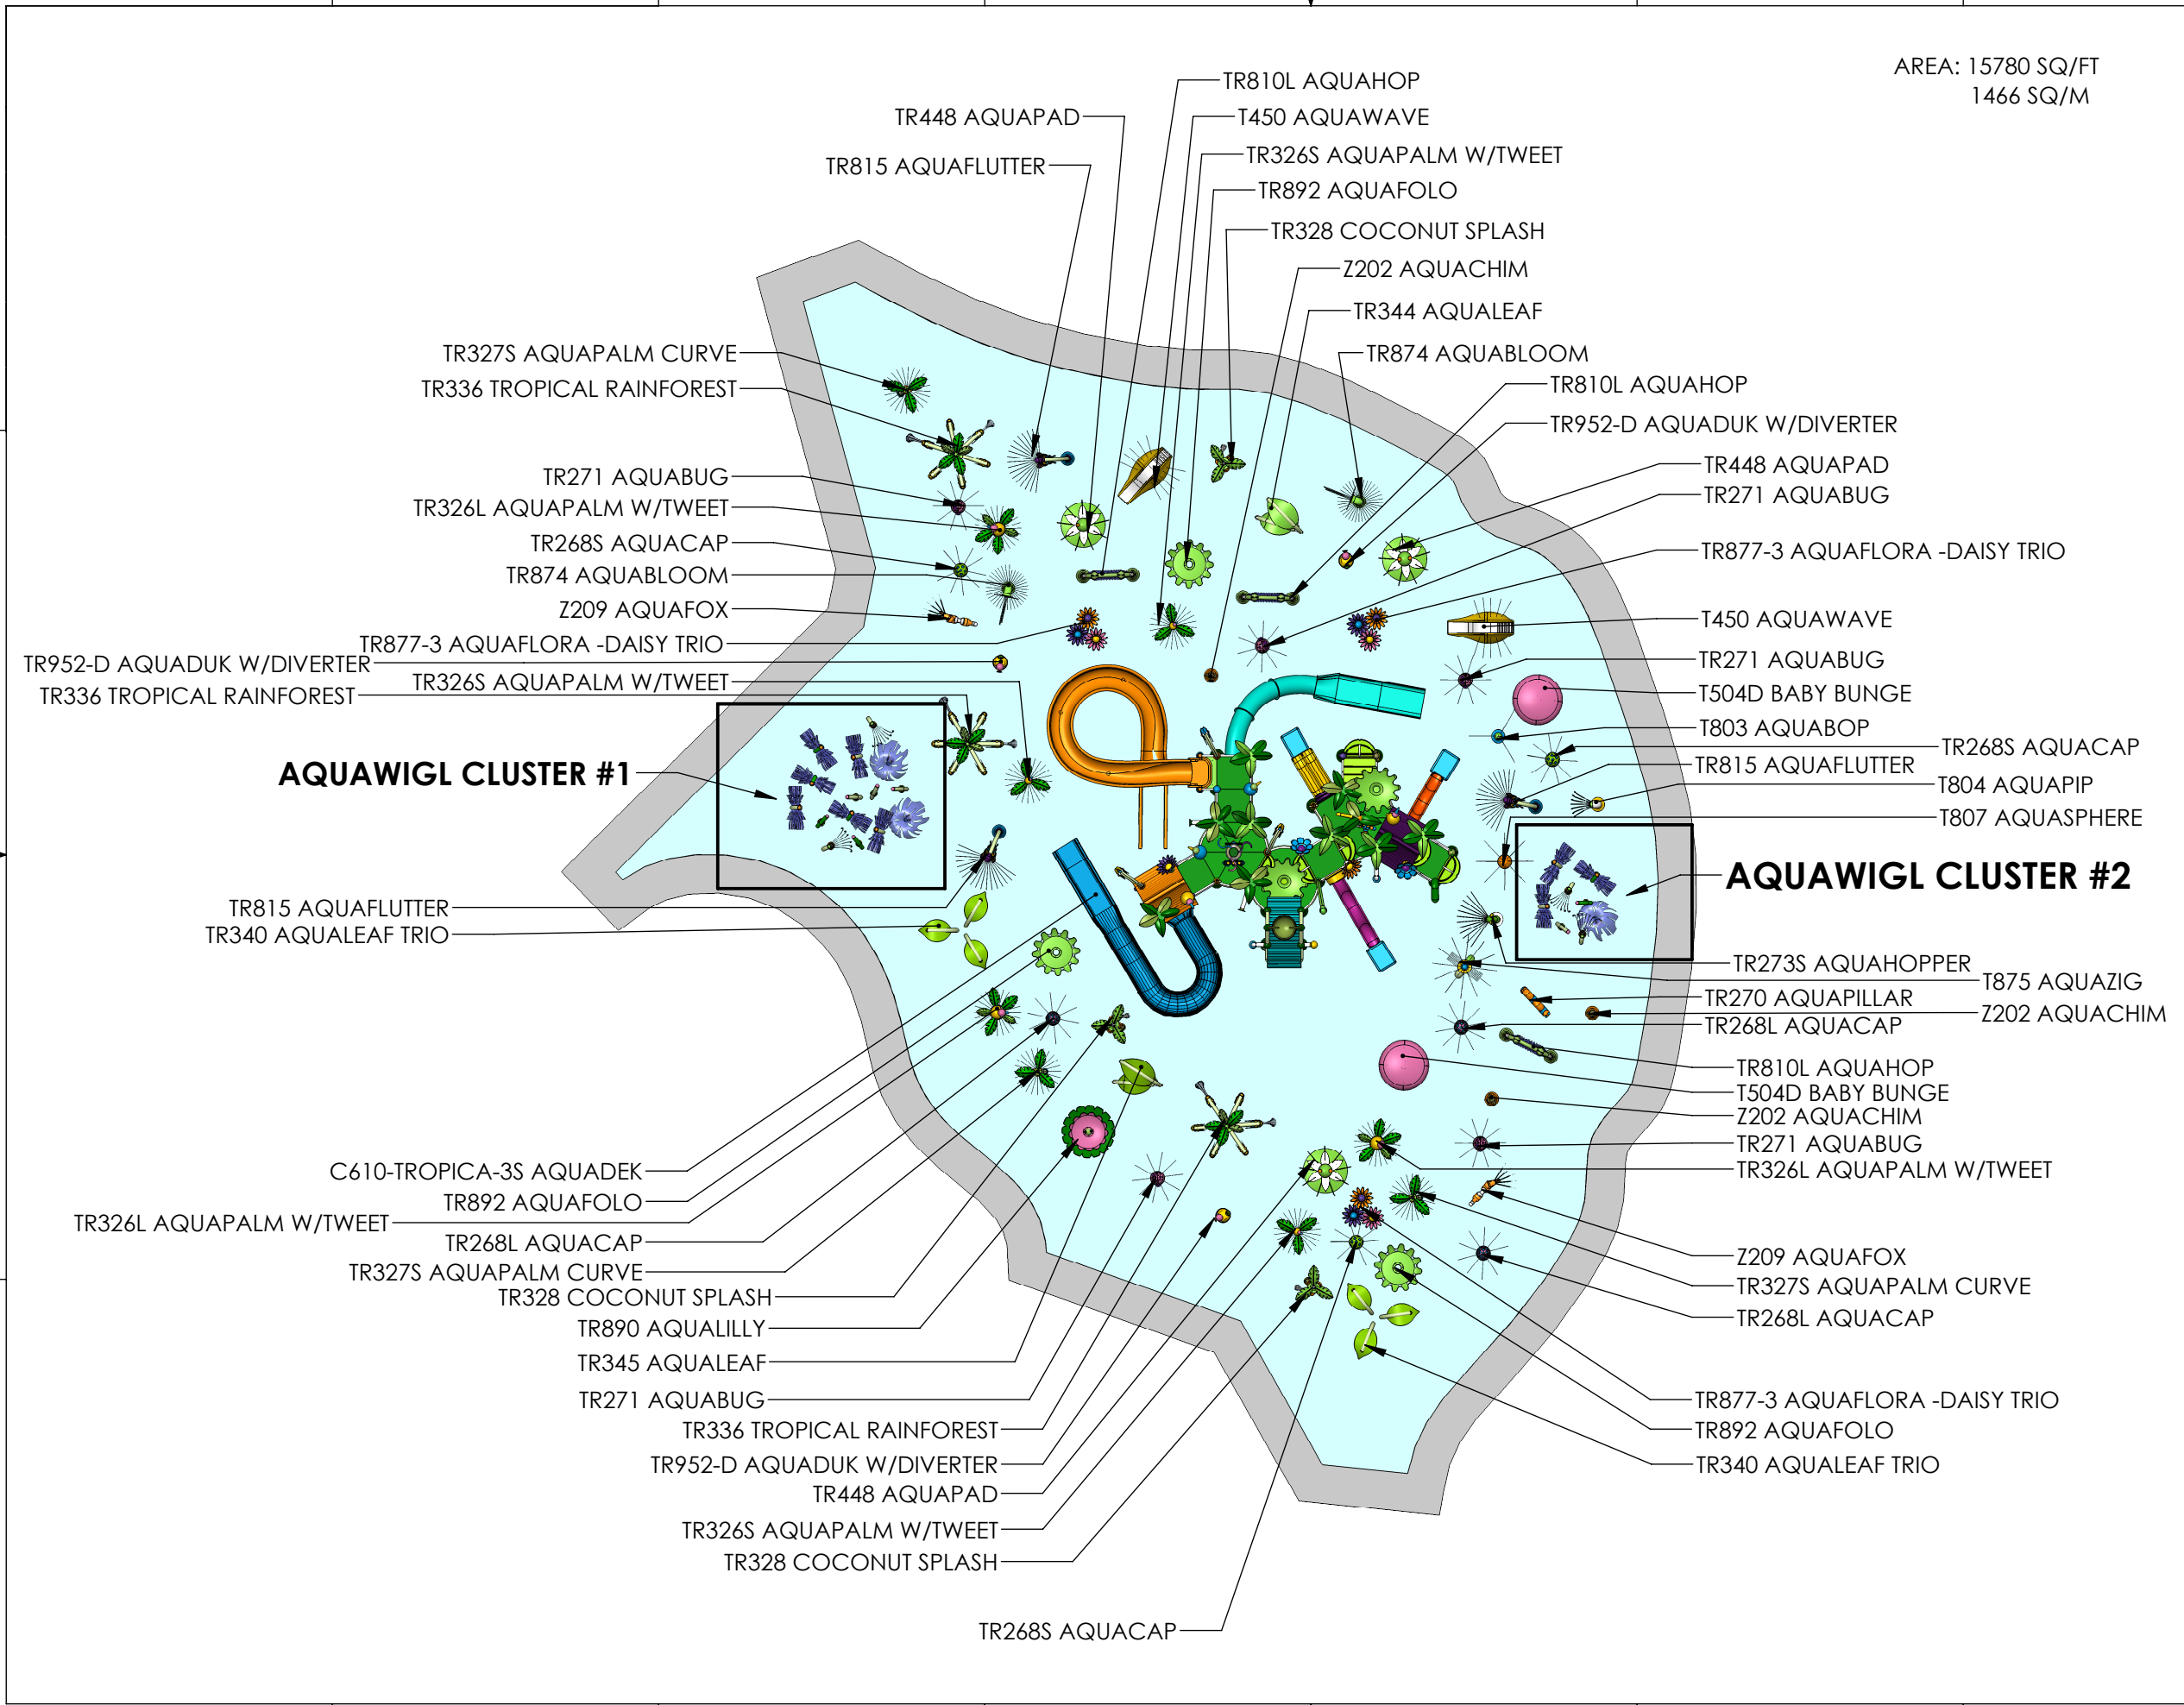 AREA: 15780 SQ/FT
1466 SQ/M
TR810L AQUAHOP
TR448 AQUAPAD
T450 AQUAWAVE
TR815 AQUAFLUTTER
TR326S AQUAPALM W/TWEET
TR892 AQUAFOLO
TR328 COCONUT SPLASH
Z202 AQUACHIM
TR344 AQUALEAF
TR874 AQUABLOOM
TR810L AQUAHOP
TR952-D AQUADUK W/DIVERTER
TR448 AQUAPAD
TR271 AQUABUG
TR877-3 AQUAFLORA -DAISY TRIO
T450 AQUAWAVE
TR271 AQUABUG
T504D BABY BUNGE
T803 AQUABOP
TR268S AQUACAP
TR815 AQUAFLUTTER
T804 AQUAPIP
T807 AQUASPHERE
AQUAWIGL CLUSTER #2
TR273S AQUAHOPPER
T875 AQUAZIG
TR270 AQUAPILLAR
Z202 AQUACHIM
TR268L AQUACAP
TR810L AQUAHOP
T504D BABY BUNGE
Z202 AQUACHIM
TR271 AQUABUG
TR326L AQUAPALM W/TWEET
Z209 AQUAFOX
TR327S AQUAPALM CURVE
TR268L AQUACAP
TR877-3 AQUAFLORA -DAISY TRIO
TR892 AQUAFOLO
TR340 AQUALEAF TRIO
TR327S AQUAPALM CURVE
TR336 TROPICAL RAINFOREST
TR271 AQUABUG
TR326L AQUAPALM W/TWEET
TR268S AQUACAP
TR874 AQUABLOOM
Z209 AQUAFOX
TR877-3 AQUAFLORA -DAISY TRIO
TR952-D AQUADUK W/DIVERTER
TR326S AQUAPALM W/TWEET
TR336 TROPICAL RAINFOREST
AQUAWIGL CLUSTER #1
TR815 AQUAFLUTTER
TR340 AQUALEAF TRIO
C610-TROPICA-3S AQUADEK
TR892 AQUAFOLO
TR326L AQUAPALM W/TWEET
TR268L AQUACAP
TR327S AQUAPALM CURVE
TR328 COCONUT SPLASH
TR890 AQUALILLY
TR345 AQUALEAF
TR271 AQUABUG
TR336 TROPICAL RAINFOREST
TR952-D AQUADUK W/DIVERTER
TR448 AQUAPAD
TR326S AQUAPALM W/TWEET
TR328 COCONUT SPLASH
TR268S AQUACAP